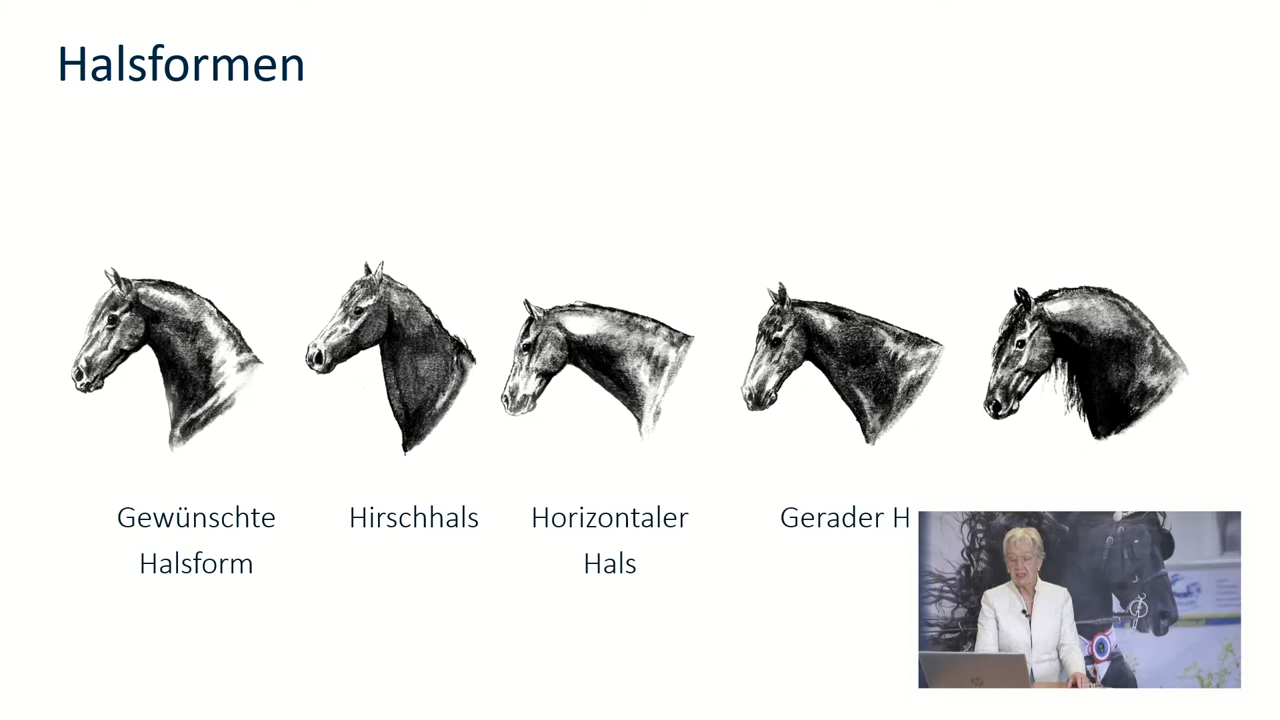 Halsformen
Gewünschte
Halsform
Hirschhals
Horizontaler
Hals
Gerader H